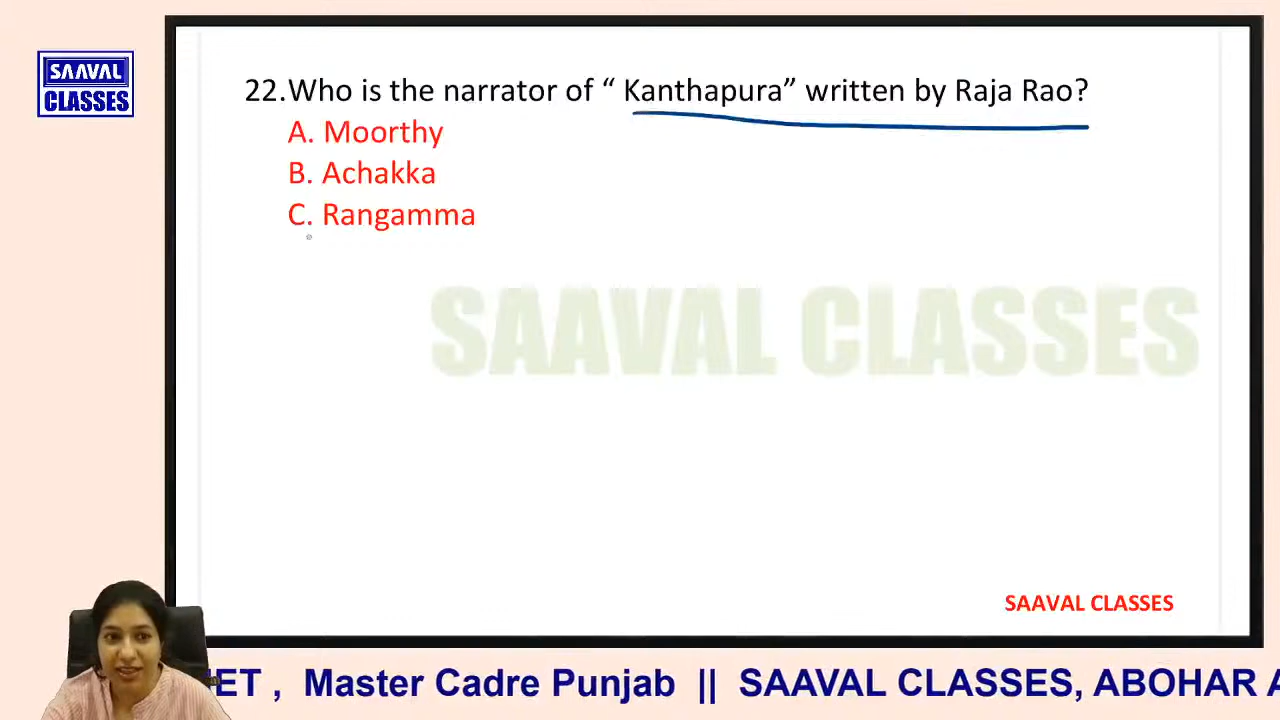 SAAVAL
CLASSES
22.Who is the narrator of “ Kanthapura” written by Raja Rao?
A. Moorthy
B. Achakka
C. Rangamma
SAAVAL CLASSES
SAAVAL CLASSES
ET , Master Cadre Punjab || SAAVAL CLASSES, ABOHAR A